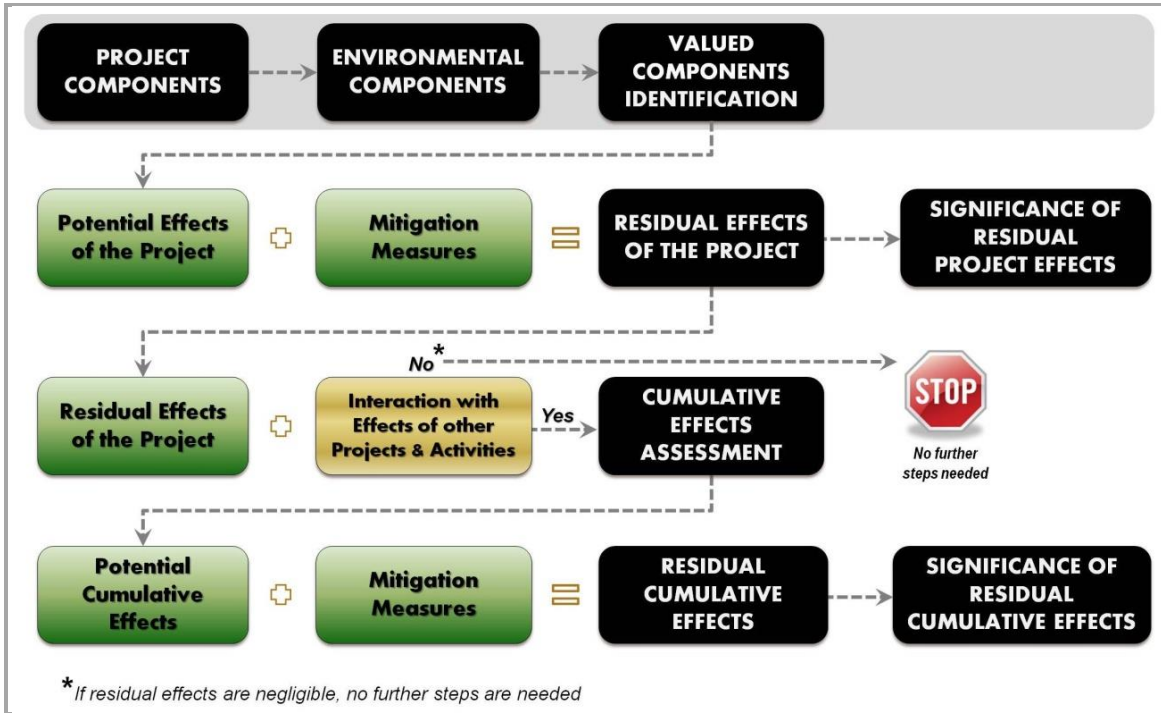 PROJECT
COMPONENTS
ENVIRONMENTAL
COMPONENTS
VALUED
COMPONENTS
IDENTIFICATION
Potential Effects
of the Project
Mitigation
Measures
RESIDUAL EFFECTS
OF THE PROJECT
SIGNIFICANCE OF
RESIDUAL
PROJECT EFFECTS
No*
Residual Effects
of the Project
Interaction with
Effects of other
Projects & Activities
Yes
CUMULATIVE
EFFECTS
ASSESSMENT
STOP
No further
steps needed
Potential
Cumulative
Effects
Mitigation
Measures
RESIDUAL
CUMULATIVE
EFFECTS
SIGNIFICANCE OF
RESIDUAL
CUMULATIVE EFFECTS
*If residual effects are negligible, no further steps are needed